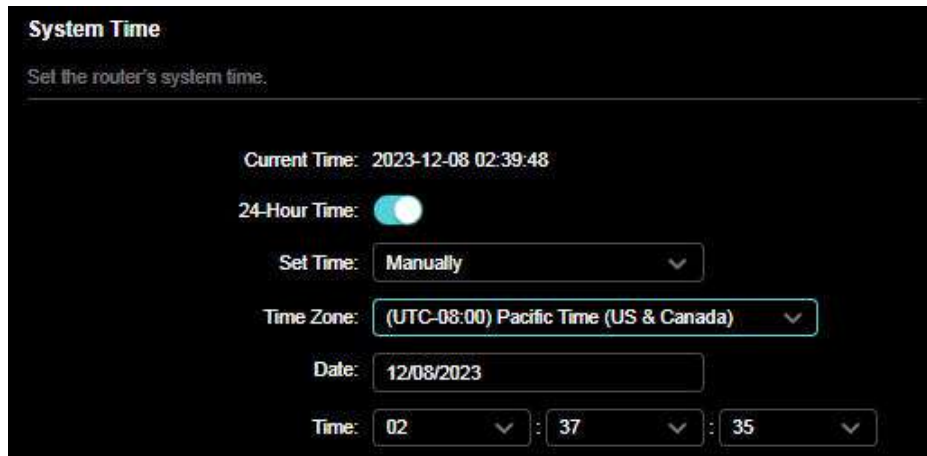 System Time
Set the router's system time.
Current Time: 2023-12-08 02:39:48
24-Hour Time:
Set Time: Manually
Time Zone: (UTC-08:00) Pacific Time (US & Canada)
Date: 12/08/2023
Time: 02 : 37 : 35